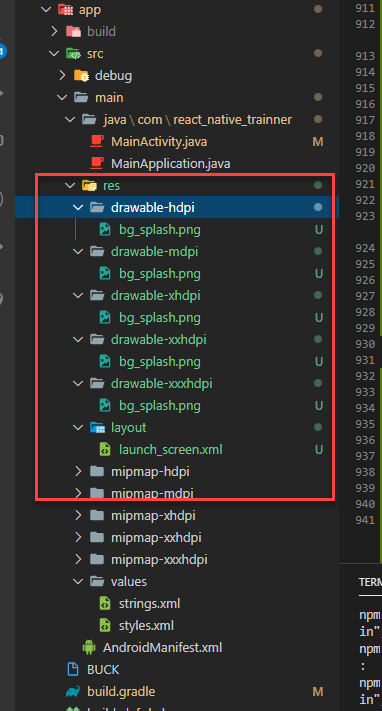 app
911
build
912
src
913
debug
914
main
915
916
java \ com \ react_native_trainner
917
MainActivity.java M
918
919
MainApplication.java
920
res
921
drawable-hdpi
922
bg_splash.png U
923
drawable-mdpi
924
bg_splash.png U
925
926
drawable-xhdpi
927
bg_splash.png U
928
929
drawable-xxhdpi
930
bg_splash.png U
931
932
drawable-xxxhdpi
933
bg_splash.png U
934
935
layout
936
launch_screen.xml U
937
mipmap-hdpi
938
mipmap-mdpi
939
940
mipmap-xhdpi
941
mipmap-xxhdpi
mipmap-xxxhdpi
values
TERM
strings.xml
npm
styles.xml
in"
AndroidManifest.xml
npm
BUCK
:
build.gradle M
npm
in"